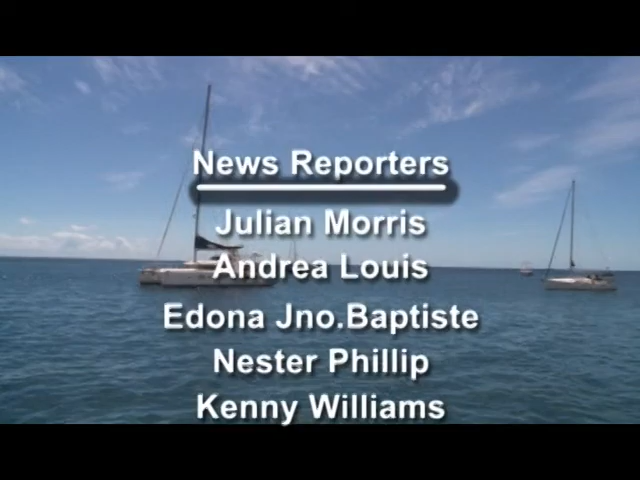 News Reporters
Julian Morris
Andrea Louis
Edona Jno.Baptiste
Nester Phillip
Kenny Williams